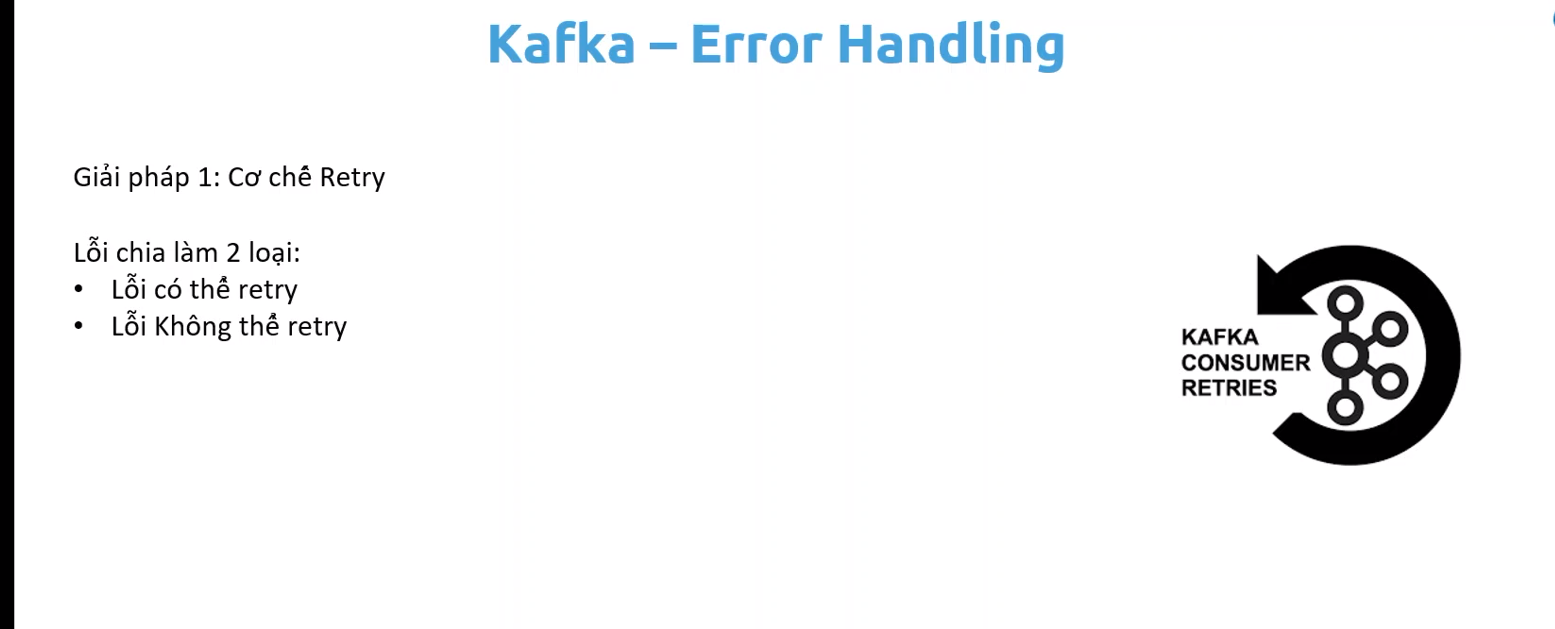 Kafka – Error Handling
Giải pháp 1: Cơ chế Retry
Lỗi chia làm 2 loại:
• Lỗi có thể retry
• Lỗi Không thể retry
KAFKA
CONSUMER
RETRIES